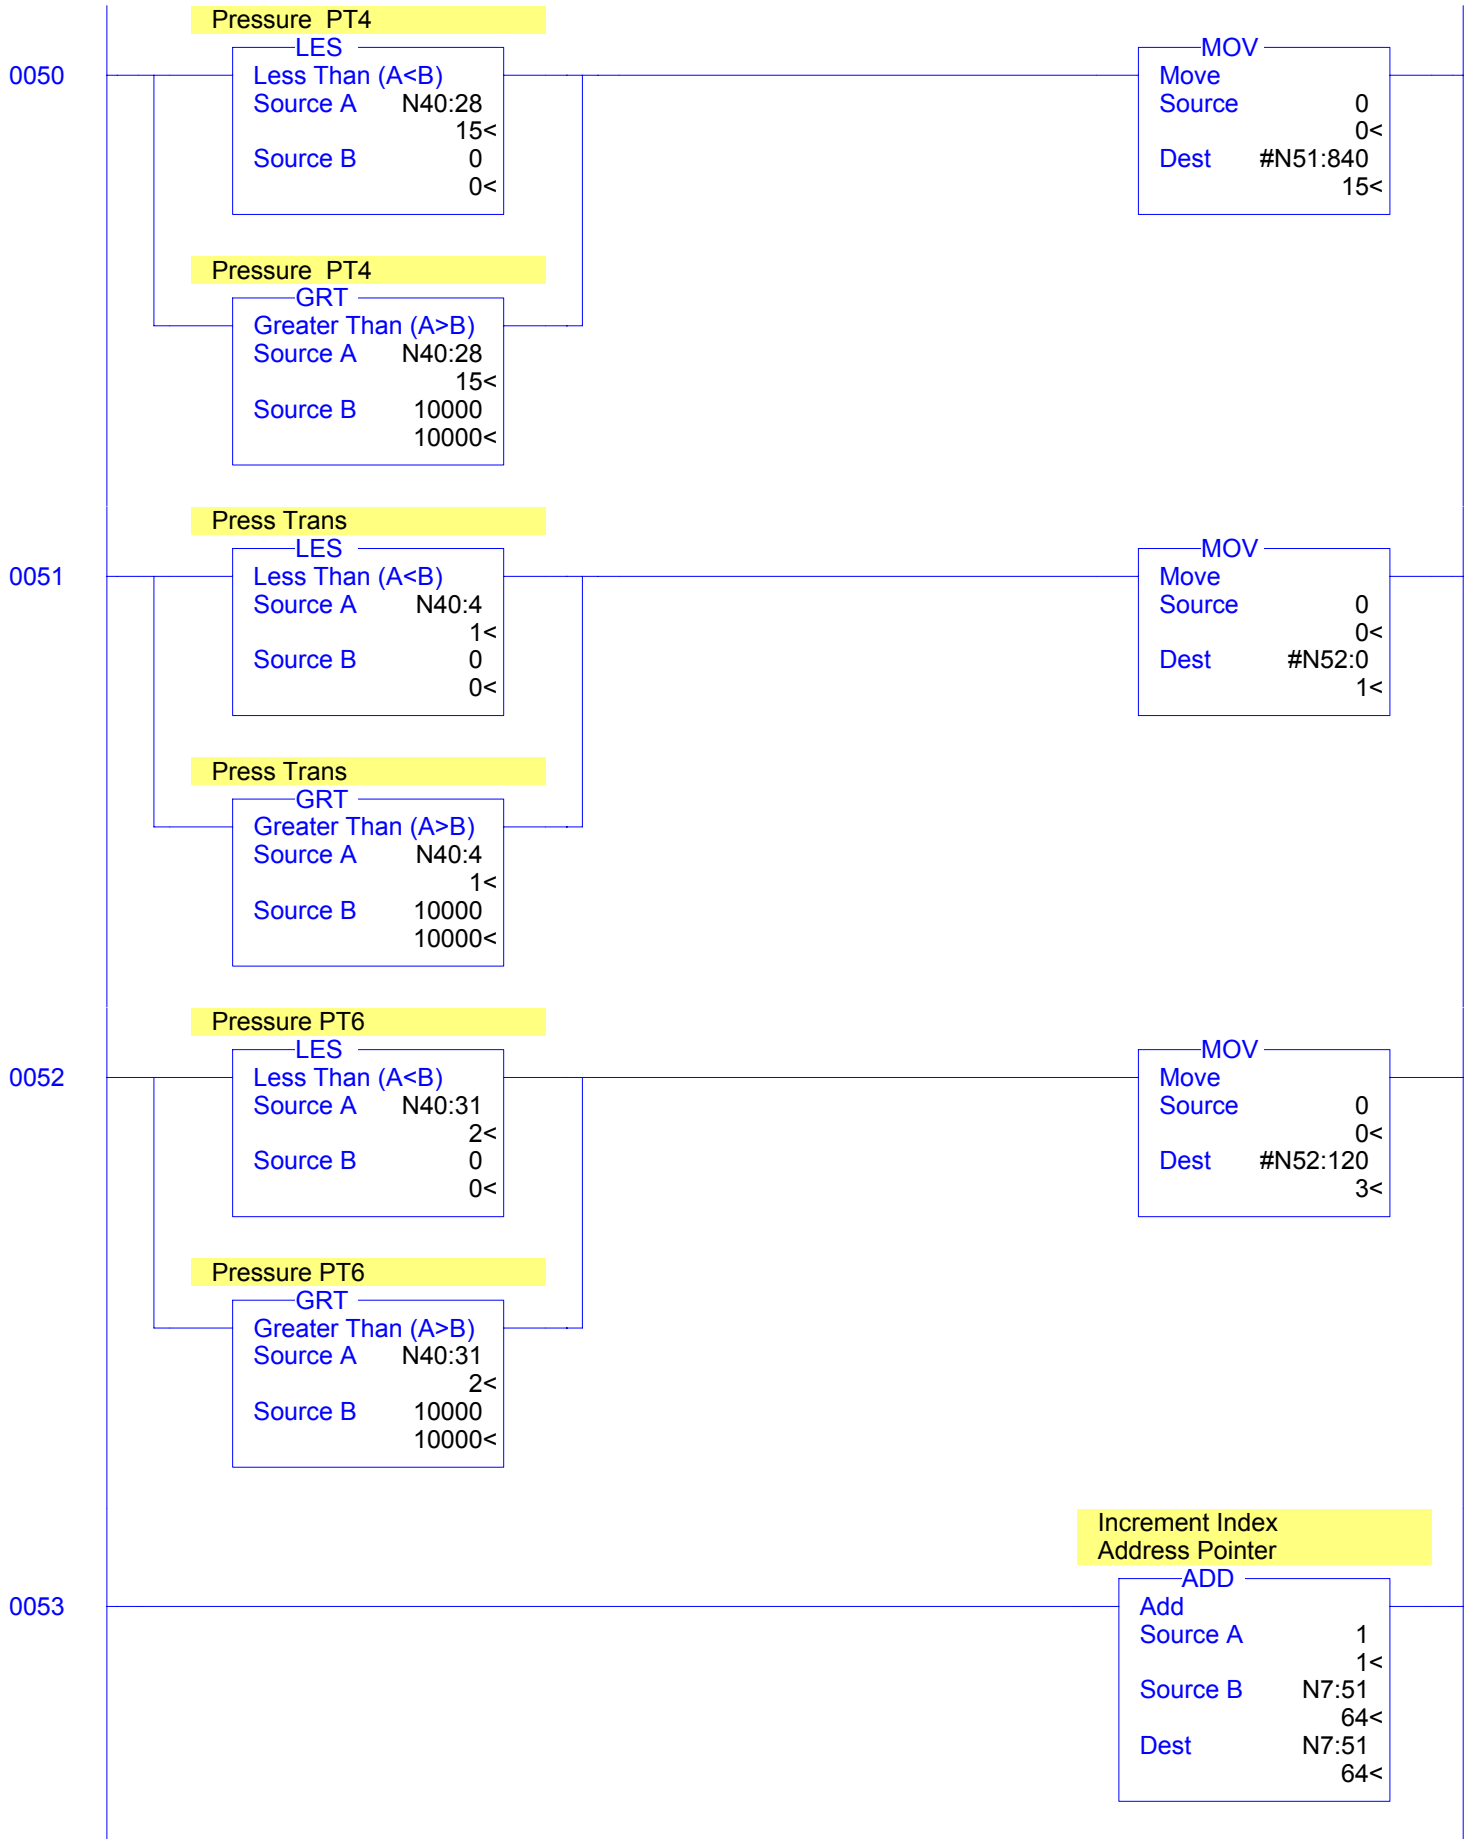 Pressure PT4
LES
0050
Less Than (A<B)
Source A N40:28
15<
Source B 0
0<
MOV
Move
Source 0
0<
Dest #N51:840
15<
Pressure PT4
GRT
Greater Than (A>B)
Source A N40:28
15<
Source B 10000
10000<
Press Trans
LES
0051
Less Than (A<B)
Source A N40:4
1<
Source B 0
0<
MOV
Move
Source 0
0<
Dest #N52:0
1<
Press Trans
GRT
Greater Than (A>B)
Source A N40:4
1<
Source B 10000
10000<
Pressure PT6
LES
0052
Less Than (A<B)
Source A N40:31
2<
Source B 0
0<
MOV
Move
Source 0
0<
Dest #N52:120
3<
Pressure PT6
GRT
Greater Than (A>B)
Source A N40:31
2<
Source B 10000
10000<
Increment Index
Address Pointer
ADD
0053
Add
Source A 1
1<
Source B N7:51
64<
Dest N7:51
64<